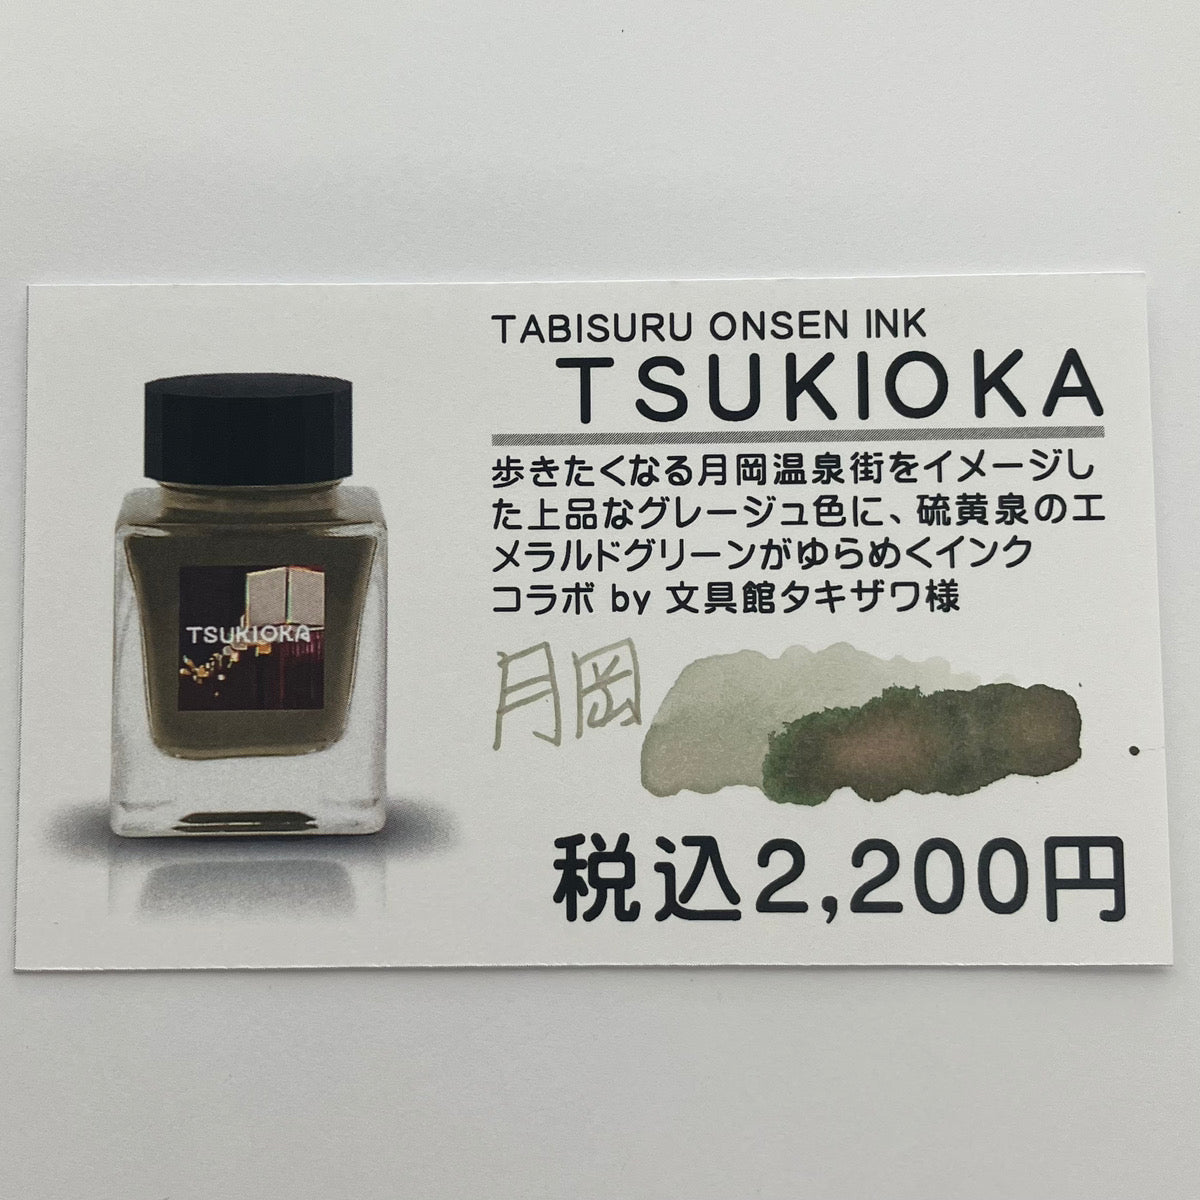 TABISURU ONSEN INK
TSUKIOKA
歩きたくなる月岡温泉街をイメージし
た上品なグレージュ色に、硫黄泉のエ
メラルドグリーンがゆらめくインク
コラボ by 文具館タキザワ様
TSUKIOKA
月岡
税込2,200円